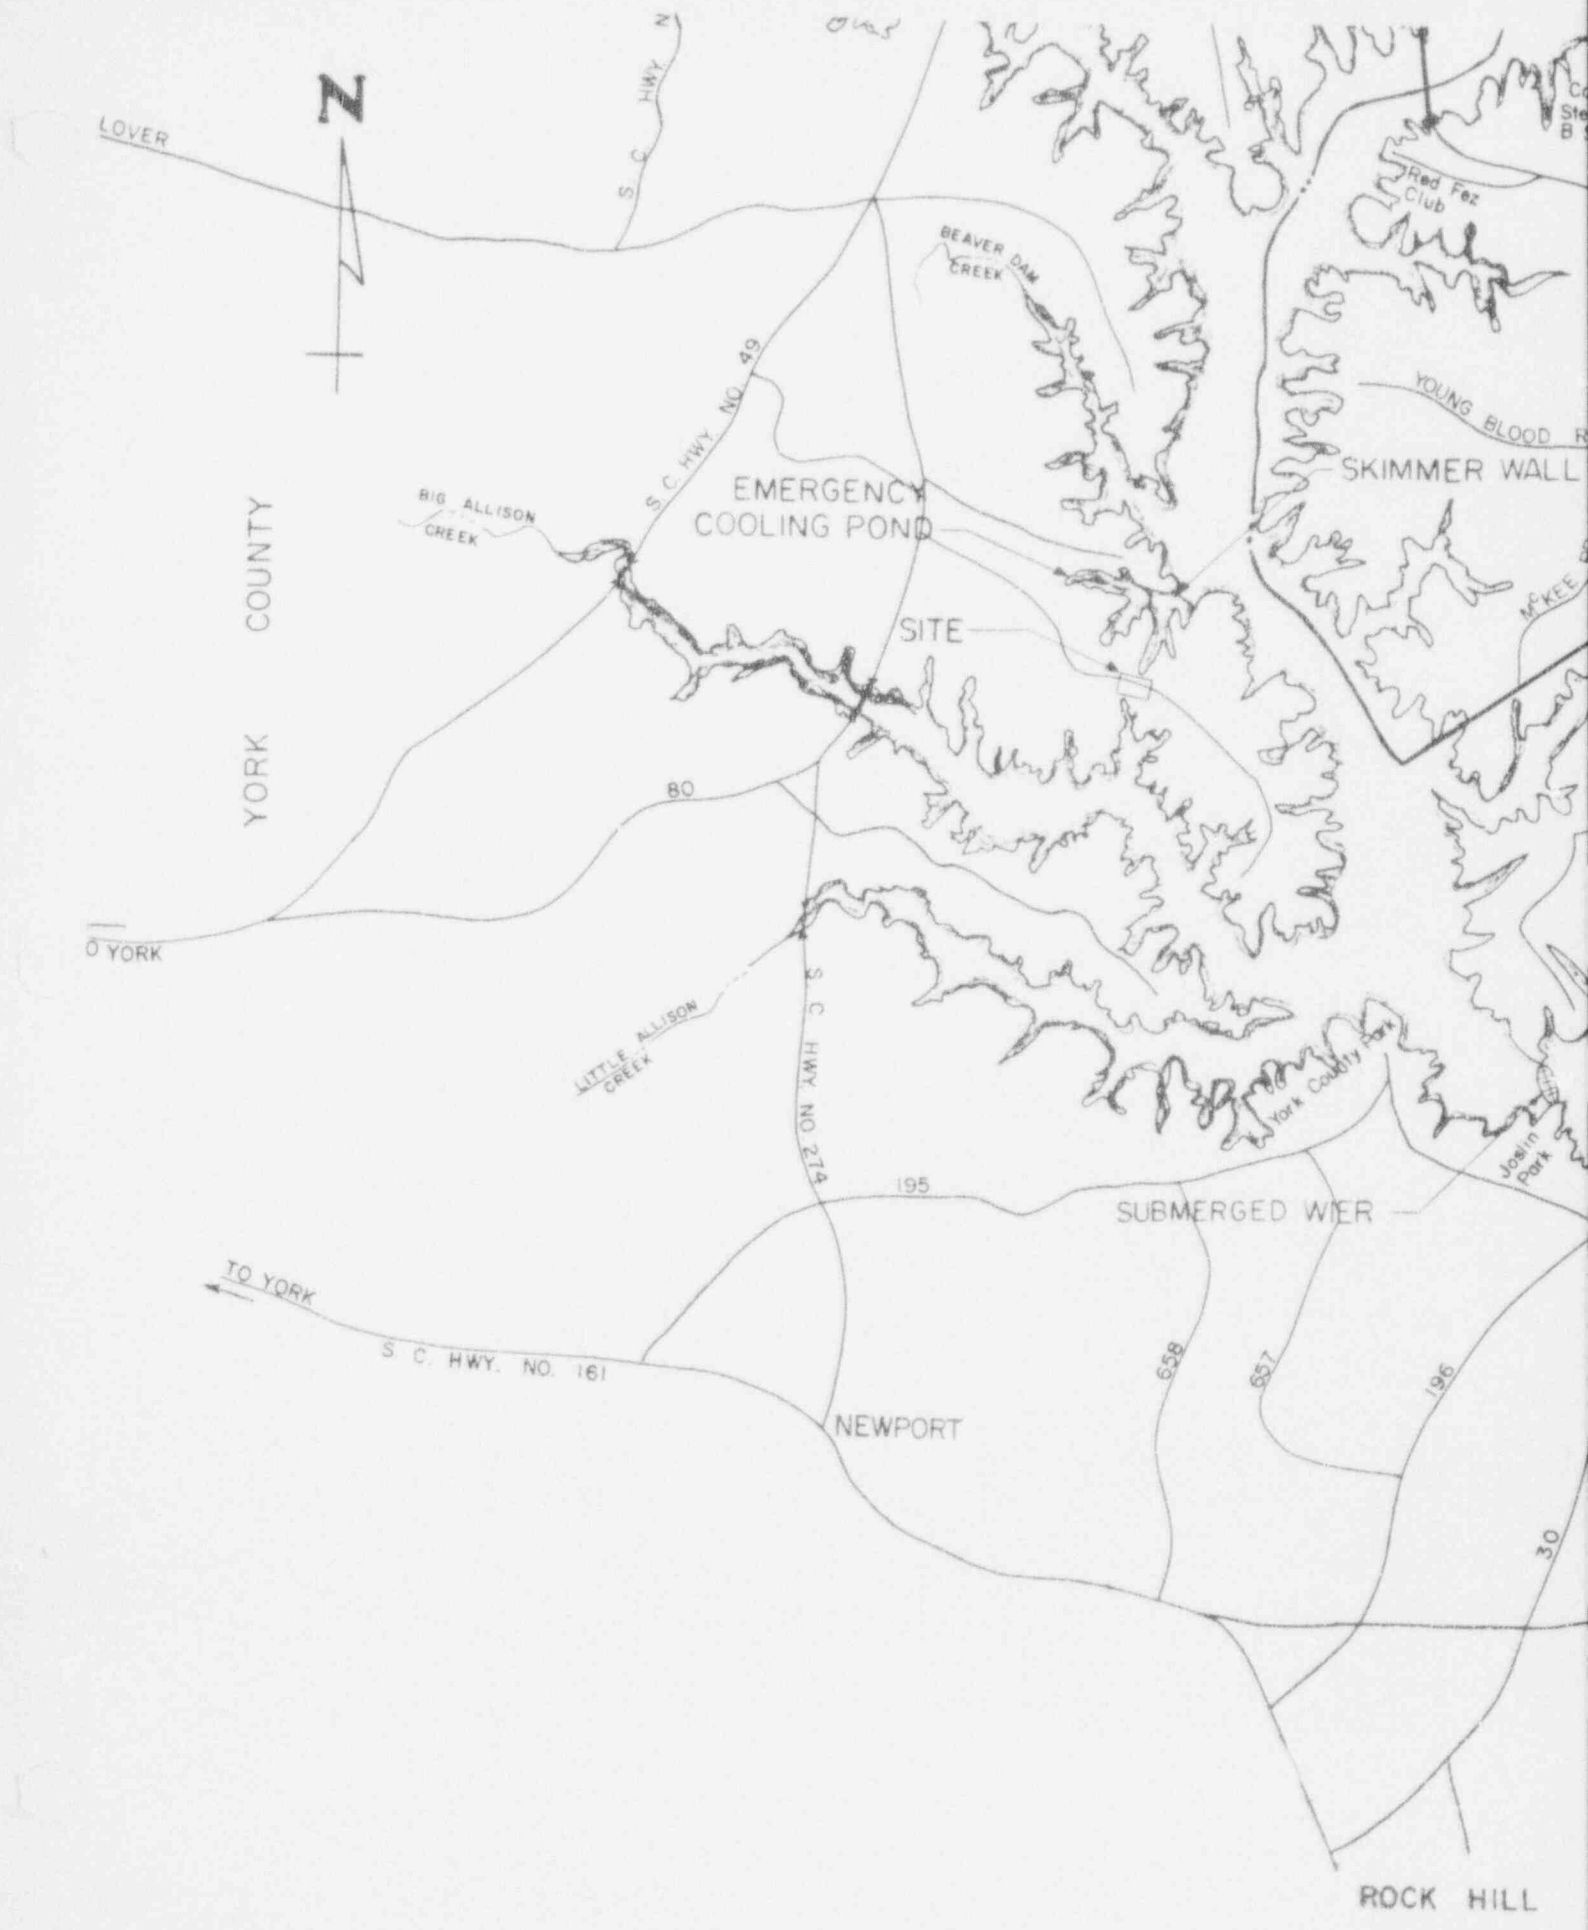 N
LOVER
S. C. HWY. N
Co
Ste
B
Red Fez
Club
BEAVER DAM
CREEK
S. C. HWY. NO. 49
YOUNG BLOOD R
SKIMMER WALL
EMERGENCY
COOLING POND
BIG ALLISON
CREEK
YORK COUNTY
McKEE
SITE
80
O YORK
S. C. HWY. NO. 274
LITTLE ALLISON
CREEK
York County Park
Joslin
Park
195
SUBMERGED WIER
TO YORK
S. C. HWY. NO. 161
658
657
196
NEWPORT
30
ROCK HILL